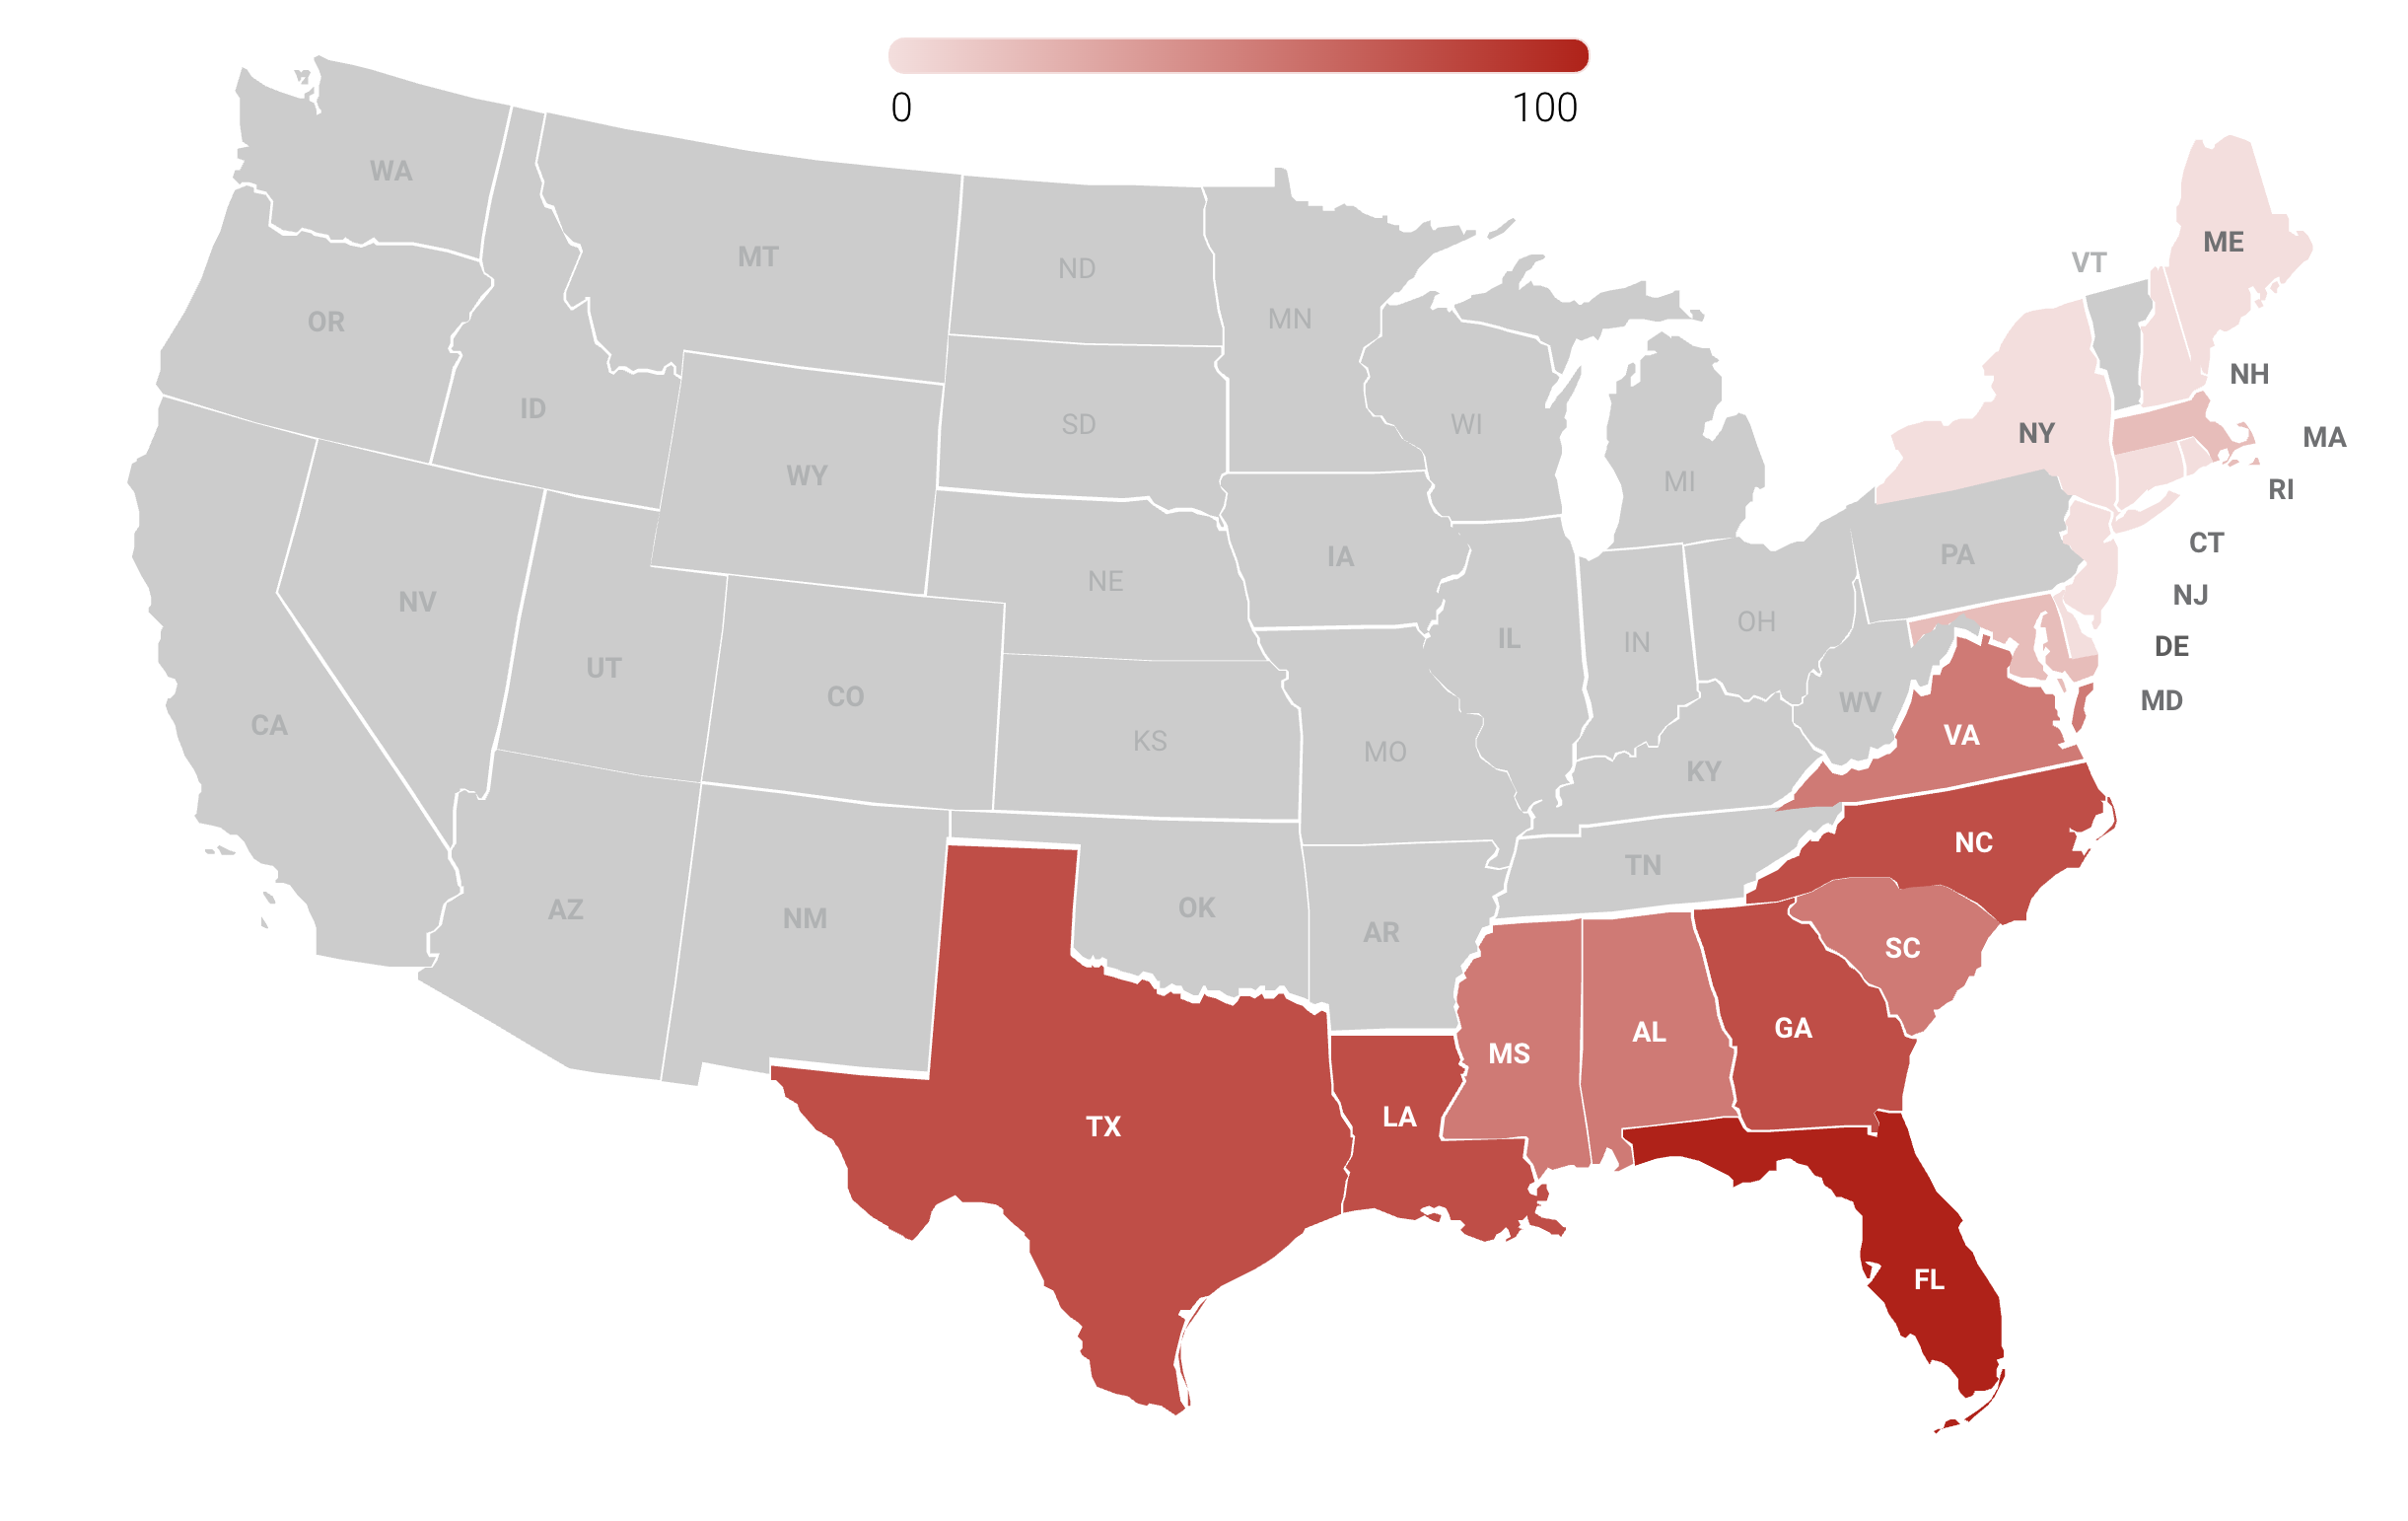 0
100
WA
MT
ND
MN
VT
ME
OR
ID
SD
WI
NH
WY
NY
MA
MI
RI
NV
NE
IA
PA
CT
NJ
UT
CO
IL
IN
OH
DE
CA
KS
MO
KY
WV
VA
MD
AZ
NM
OK
AR
TN
NC
SC
TX
LA
MS
AL
GA
FL